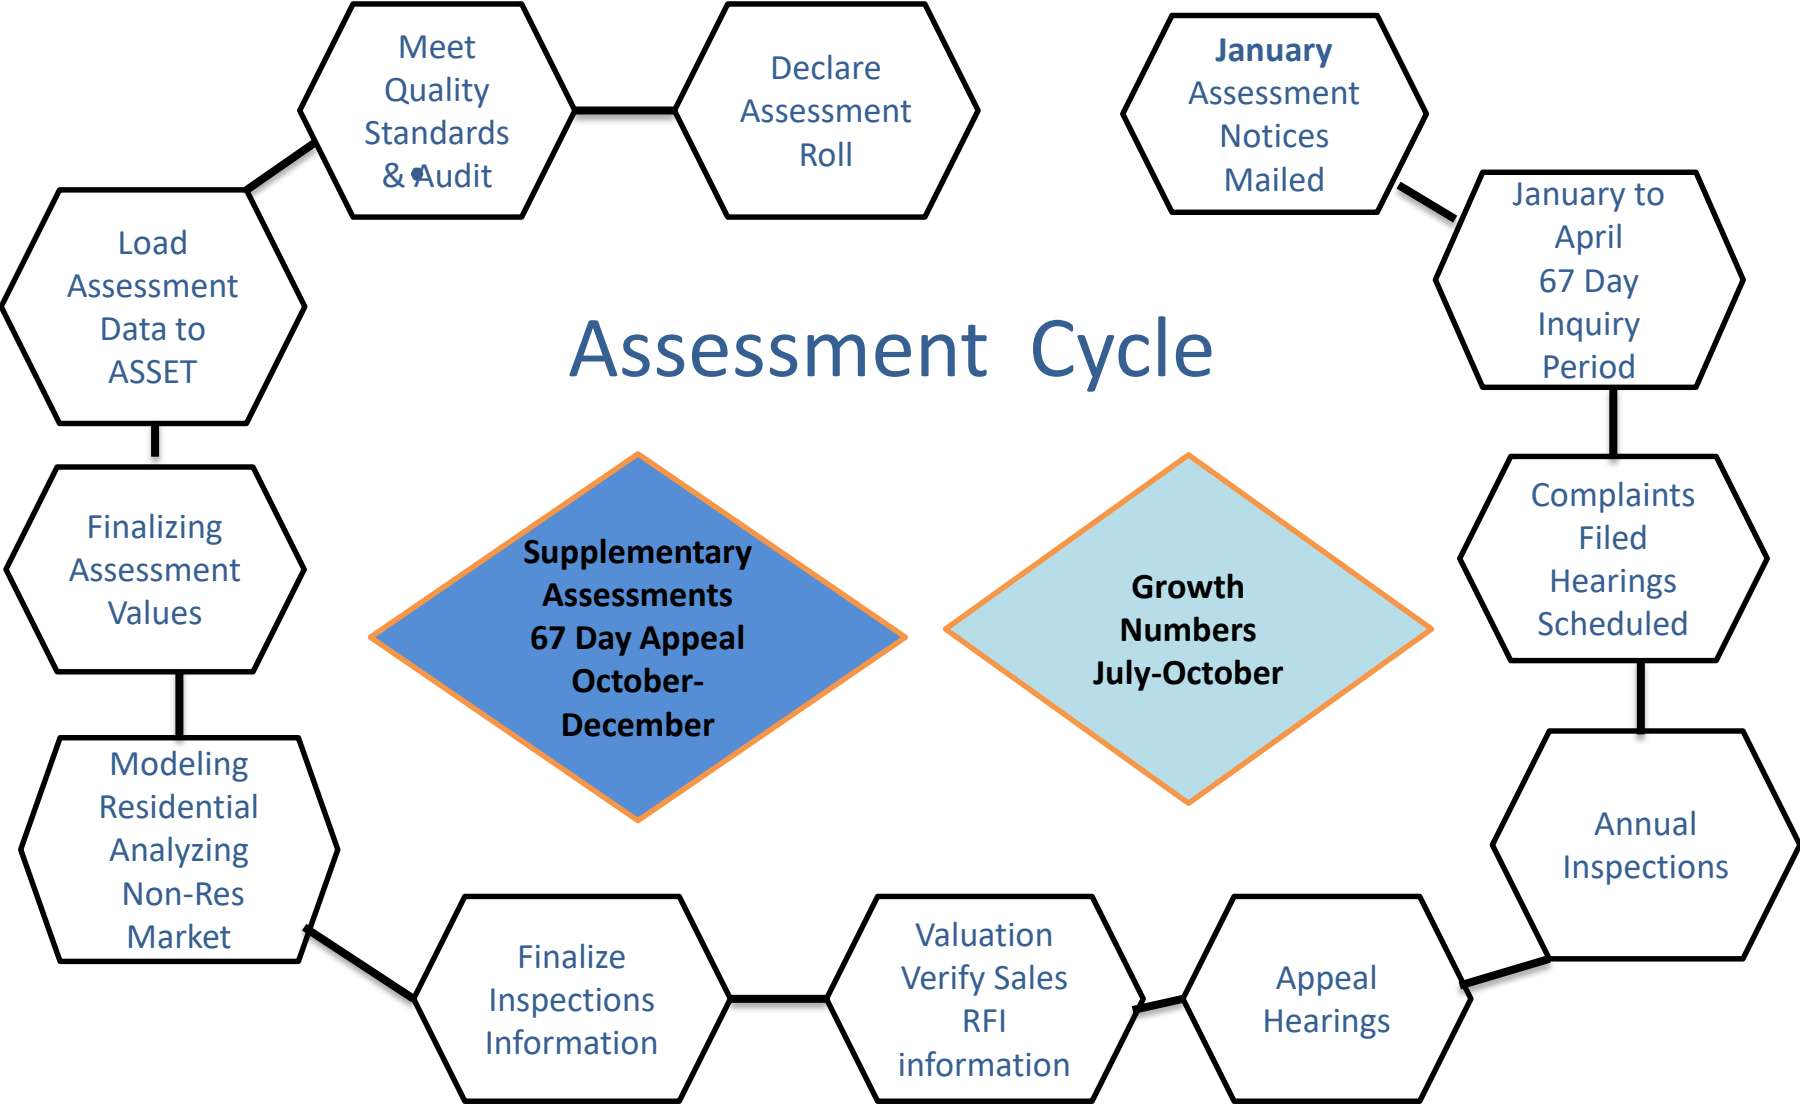 Meet
Quality
Standards
& Audit
Declare
Assessment
Roll
January
Assessment
Notices
Mailed
January to
April
67 Day
Inquiry
Period
Load
Assessment
Data to
ASSET
Assessment Cycle
Finalizing
Assessment
Values
Supplementary
Assessments
67 Day Appeal
October-
December
Growth
Numbers
July-October
Complaints
Filed
Hearings
Scheduled
Modeling
Residential
Analyzing
Non-Res
Market
Finalize
Inspections
Information
Valuation
Verify Sales
RFI
information
Appeal
Hearings
Annual
Inspections